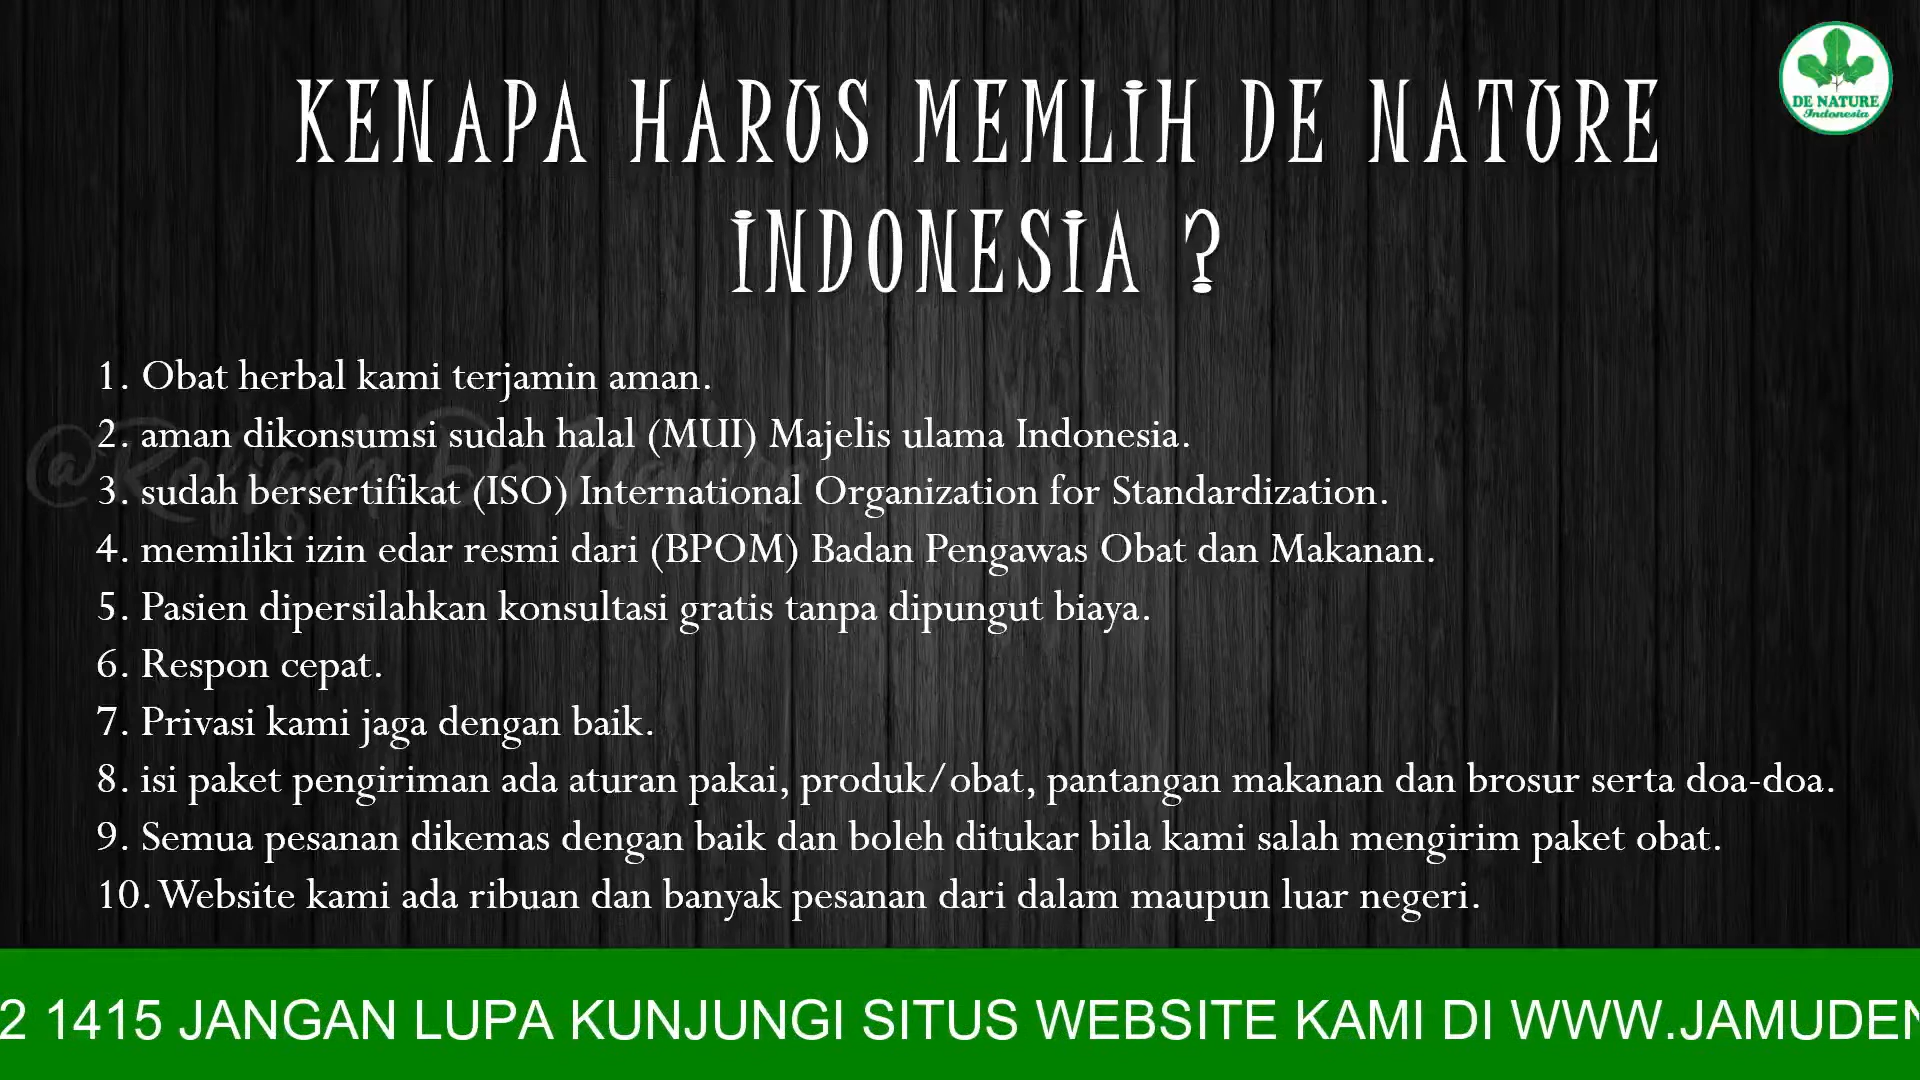 KENAPA HARUS MEMLIH DE NATURE
INDONESIA ?
DE NATURE
Indonesia
1. Obat herbal kami terjamin aman.
2. aman dikonsumsi sudah halal (MUI) Majelis ulama Indonesia.
3. sudah bersertifikat (ISO) International Organization for Standardization.
4. memiliki izin edar resmi dari (BPOM) Badan Pengawas Obat dan Makanan.
5. Pasien dipersilahkan konsultasi gratis tanpa dipungut biaya.
6. Respon cepat.
7. Privasi kami jaga dengan baik.
8. isi paket pengiriman ada aturan pakai, produk/obat, pantangan makanan dan brosur serta doa-doa.
9. Semua pesanan dikemas dengan baik dan boleh ditukar bila kami salah mengirim paket obat.
10. Website kami ada ribuan dan banyak pesanan dari dalam maupun luar negeri.
2 1415 JANGAN LUPA KUNJUNGI SITUS WEBSITE KAMI DI WWW.JAMUDEN